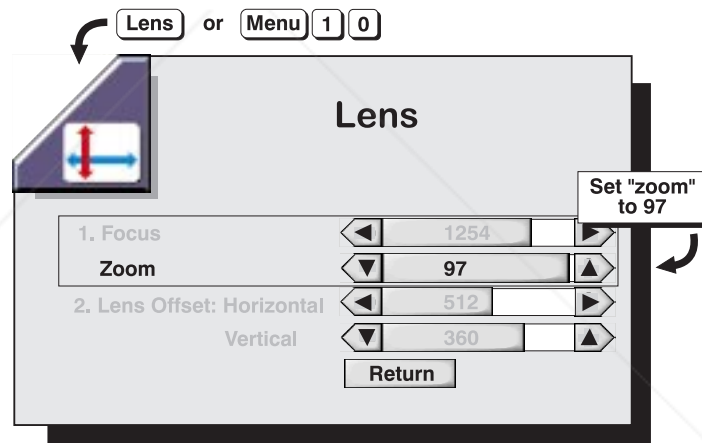 Lens or Menu 1 0
Lens
Set "zoom"
to 97
1. Focus 1254
Zoom 97
2. Lens Offset: Horizontal 512
Vertical 360
Return